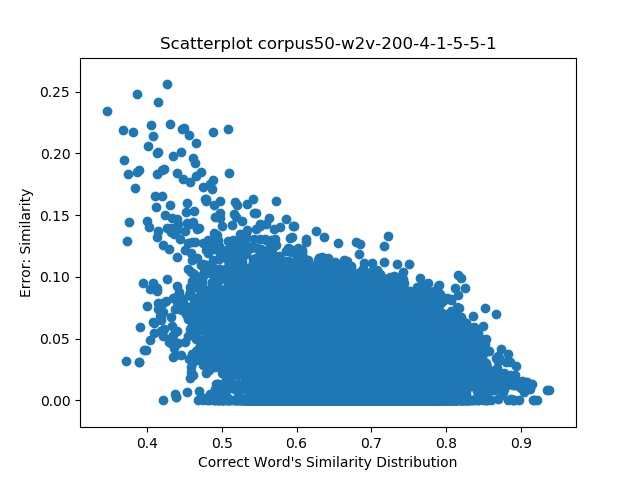 Scatterplot corpus50-w2v-200-4-1-5-5-1
0.25
0.20
0.15
0.10
0.05
0.00
Error: Similarity
0.4 0.5 0.6 0.7 0.8 0.9
Correct Word's Similarity Distribution